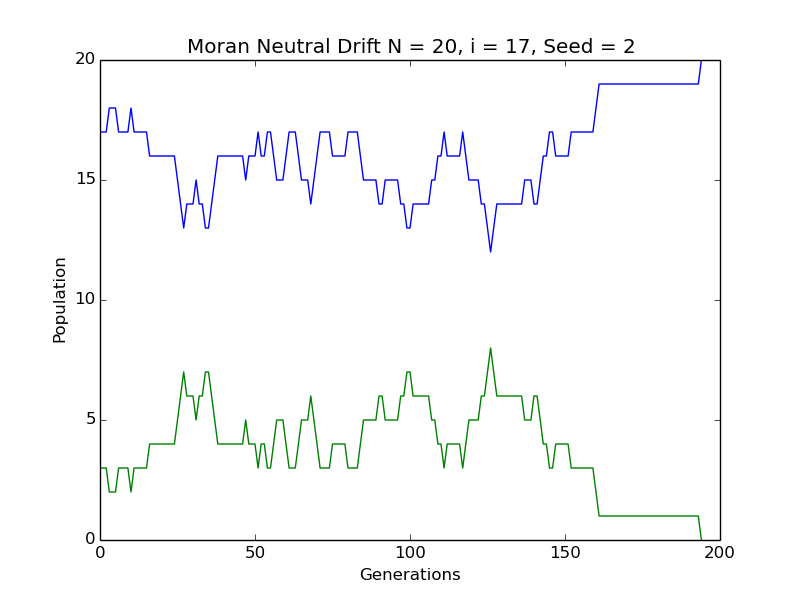 Moran Neutral Drift N = 20, i = 17, Seed = 2
20
15
10
5
0
Population
0 50 100 150 200
Generations